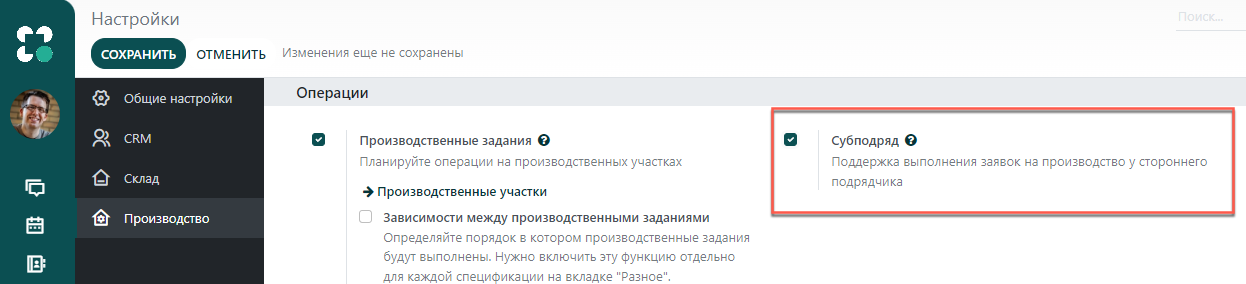 Настройки
Поиск...
СОХРАНИТЬ ОТМЕНИТЬ Изменения еще не сохранены
Общие настройки
CRM
Склад
Производство
Операции
Производственные задания ?
Планируйте операции на производственных участках
Производственные участки
Зависимости между производственными заданиями
Определяйте порядок в котором производственные задания
будут выполнены. Нужно включить эту функцию отдельно
для каждой спецификации на вкладке "Разное".
Субподряд ?
Поддержка выполнения заявок на производство у стороннего
подрядчика